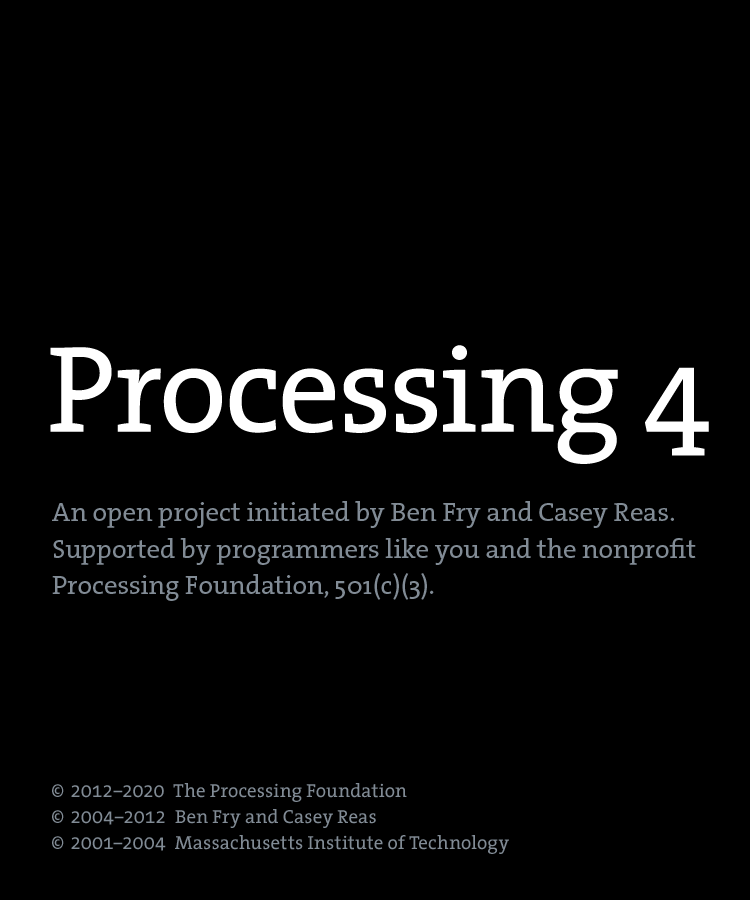 Processing 4
An open project initiated by Ben Fry and Casey Reas.
Supported by programmers like you and the nonprofit
Processing Foundation, 501(c)(3).
© 2012–2020 The Processing Foundation
© 2004–2012 Ben Fry and Casey Reas
© 2001–2004 Massachusetts Institute of Technology